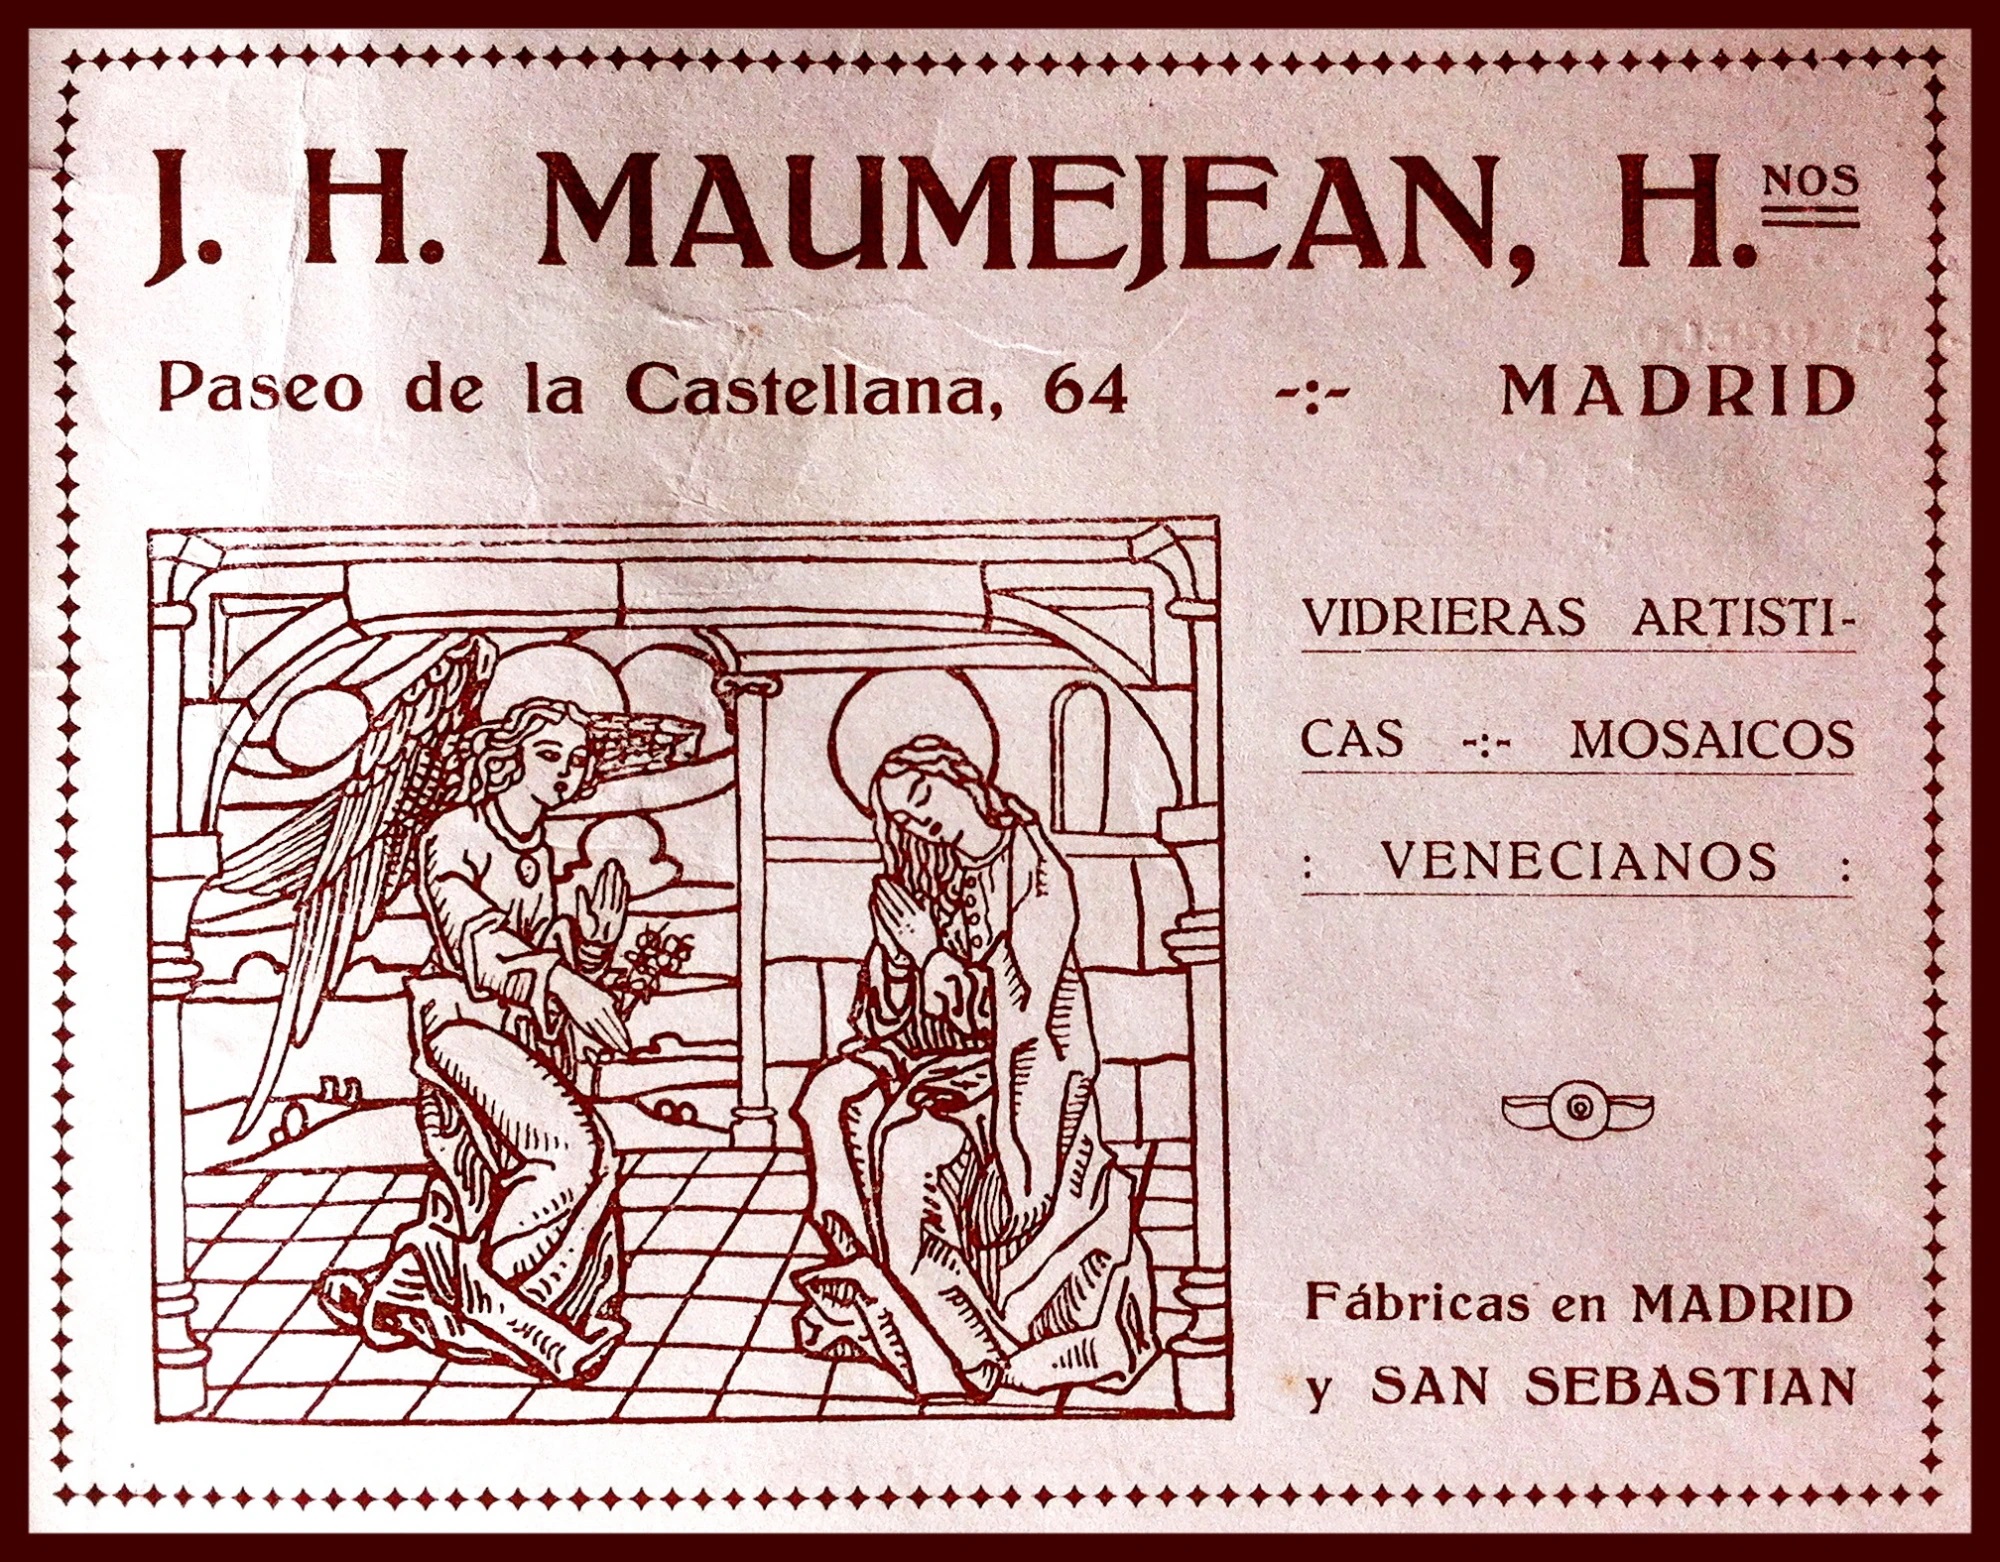 J. H. MAUMEJEAN, H.NOS
Paseo de la Castellana, 64 -:- MADRID
VIDRIERAS ARTISTI-
CAS -:- MOSAICOS
: VENECIANOS :
Fábricas en MADRID
y SAN SEBASTIAN